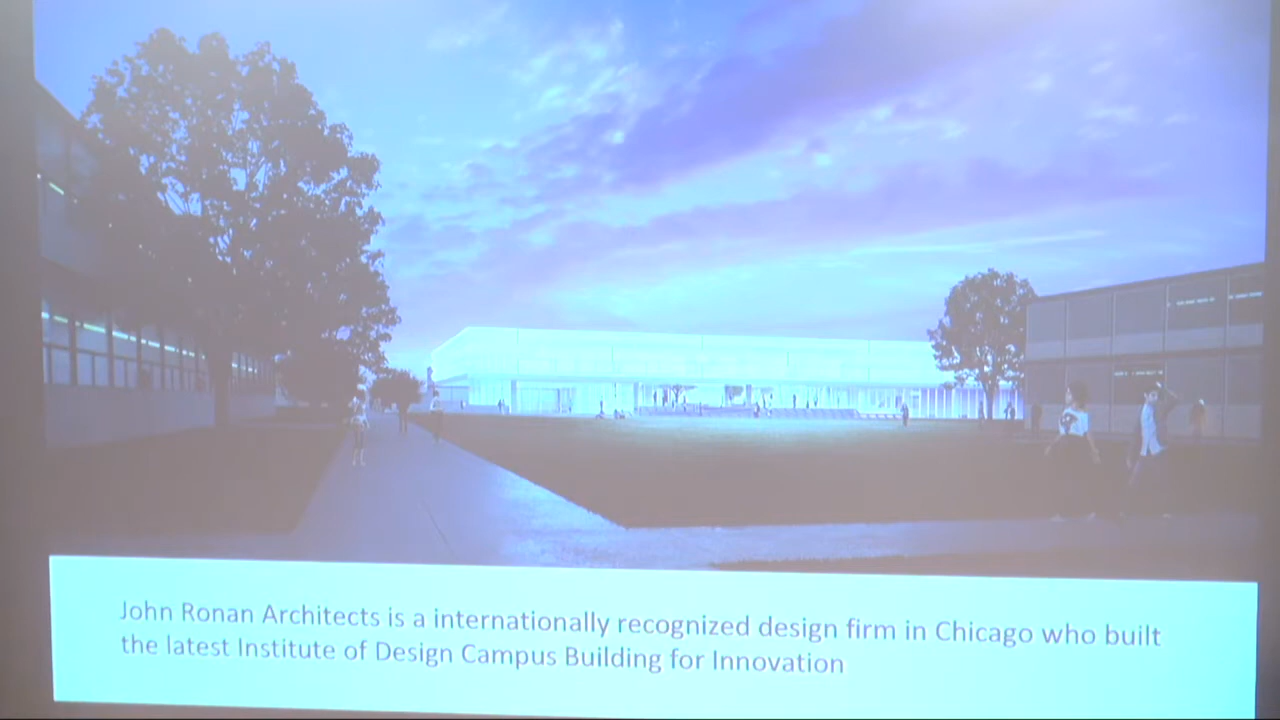 John Ronan Architects is a internationally recognized design firm in Chicago who built
the latest Institute of Design Campus Building for Innovation